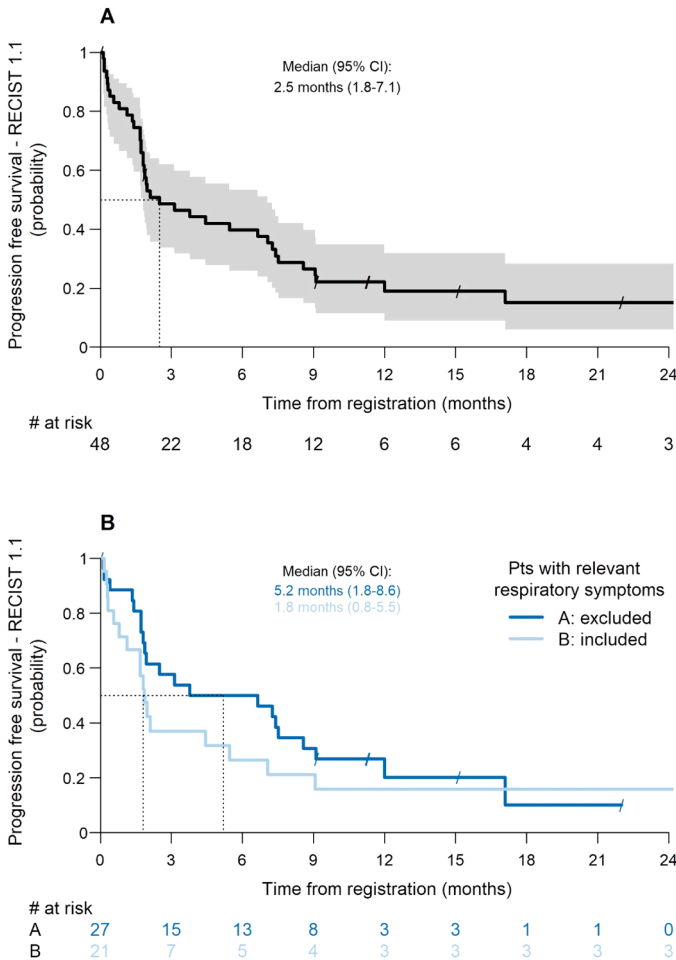 A
Progression free survival - RECIST 1.1
(probability)
Median (95% CI):
2.5 months (1.8-7.1)
1
0.8
0.6
0.4
0.2
0
0 3 6 9 12 15 18 21 24
Time from registration (months)
# at risk
48 22 18 12 6 6 4 4 3
B
Progression free survival - RECIST 1.1
(probability)
Median (95% CI):
5.2 months (1.8-8.6)
1.8 months (0.8-5.5)
Pts with relevant
respiratory symptoms
A: excluded
B: included
1
0.8
0.6
0.4
0.2
0
0 3 6 9 12 15 18 21 24
Time from registration (months)
# at risk
A 27 15 13 8 3 3 1 1 0
B 21 7 5 4 3 3 3 3 3